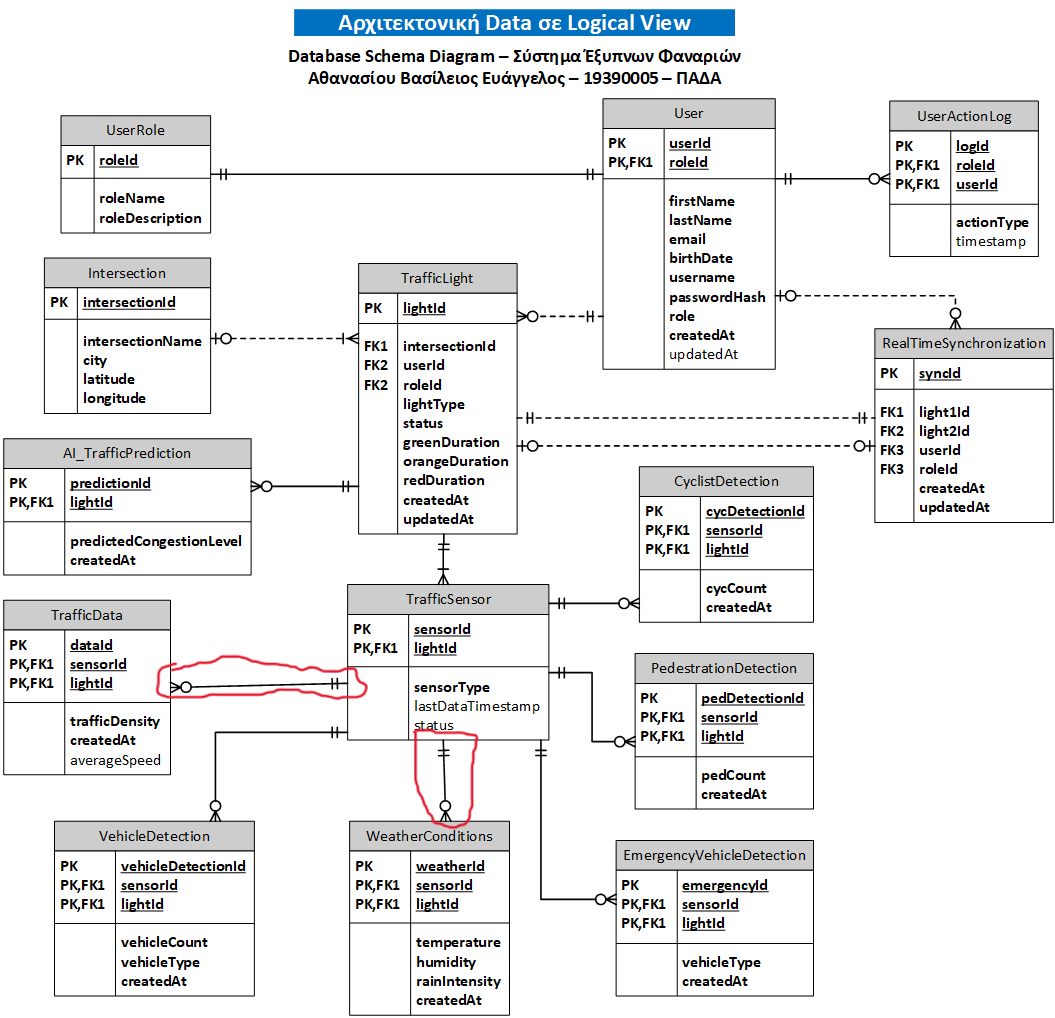 Αρχιτεκτονική Data σε Logical View
Database Schema Diagram – Σύστημα Έξυπνων Φαναριών
Αθανασίου Βασίλειος Ευάγγελος – 19390005 – ΠΑΔΑ
UserRole
PK roleId
roleName
roleDescription
User
PK userId
PK,FK1 roleId
firstName
lastName
email
birthDate
username
passwordHash
role
createdAt
updatedAt
UserActionLog
PK logId
PK,FK1 roleId
PK,FK1 userId
actionType
timestamp
Intersection
PK intersectionId
intersectionName
city
latitude
longitude
TrafficLight
PK lightId
FK1 intersectionId
FK2 userId
FK2 roleId
lightType
status
greenDuration
orangeDuration
redDuration
createdAt
updatedAt
RealTimeSynchronization
PK syncId
FK1 light1Id
FK2 light2Id
FK3 userId
FK3 roleId
createdAt
updatedAt
AI_TrafficPrediction
PK predictionId
PK,FK1 lightId
predictedCongestionLevel
createdAt
CyclistDetection
PK cycDetectionId
PK,FK1 sensorId
PK,FK1 lightId
cycCount
createdAt
TrafficData
PK dataId
PK,FK1 sensorId
PK,FK1 lightId
trafficDensity
createdAt
averageSpeed
TrafficSensor
PK sensorId
PK,FK1 lightId
sensorType
lastDataTimestamp
status
PedestrationDetection
PK pedDetectionId
PK,FK1 sensorId
PK,FK1 lightId
pedCount
createdAt
VehicleDetection
PK vehicleDetectionId
PK,FK1 sensorId
PK,FK1 lightId
vehicleCount
vehicleType
createdAt
WeatherConditions
PK weatherId
PK,FK1 sensorId
PK,FK1 lightId
temperature
humidity
rainIntensity
createdAt
EmergencyVehicleDetection
PK emergencyId
PK,FK1 sensorId
PK,FK1 lightId
vehicleType
createdAt